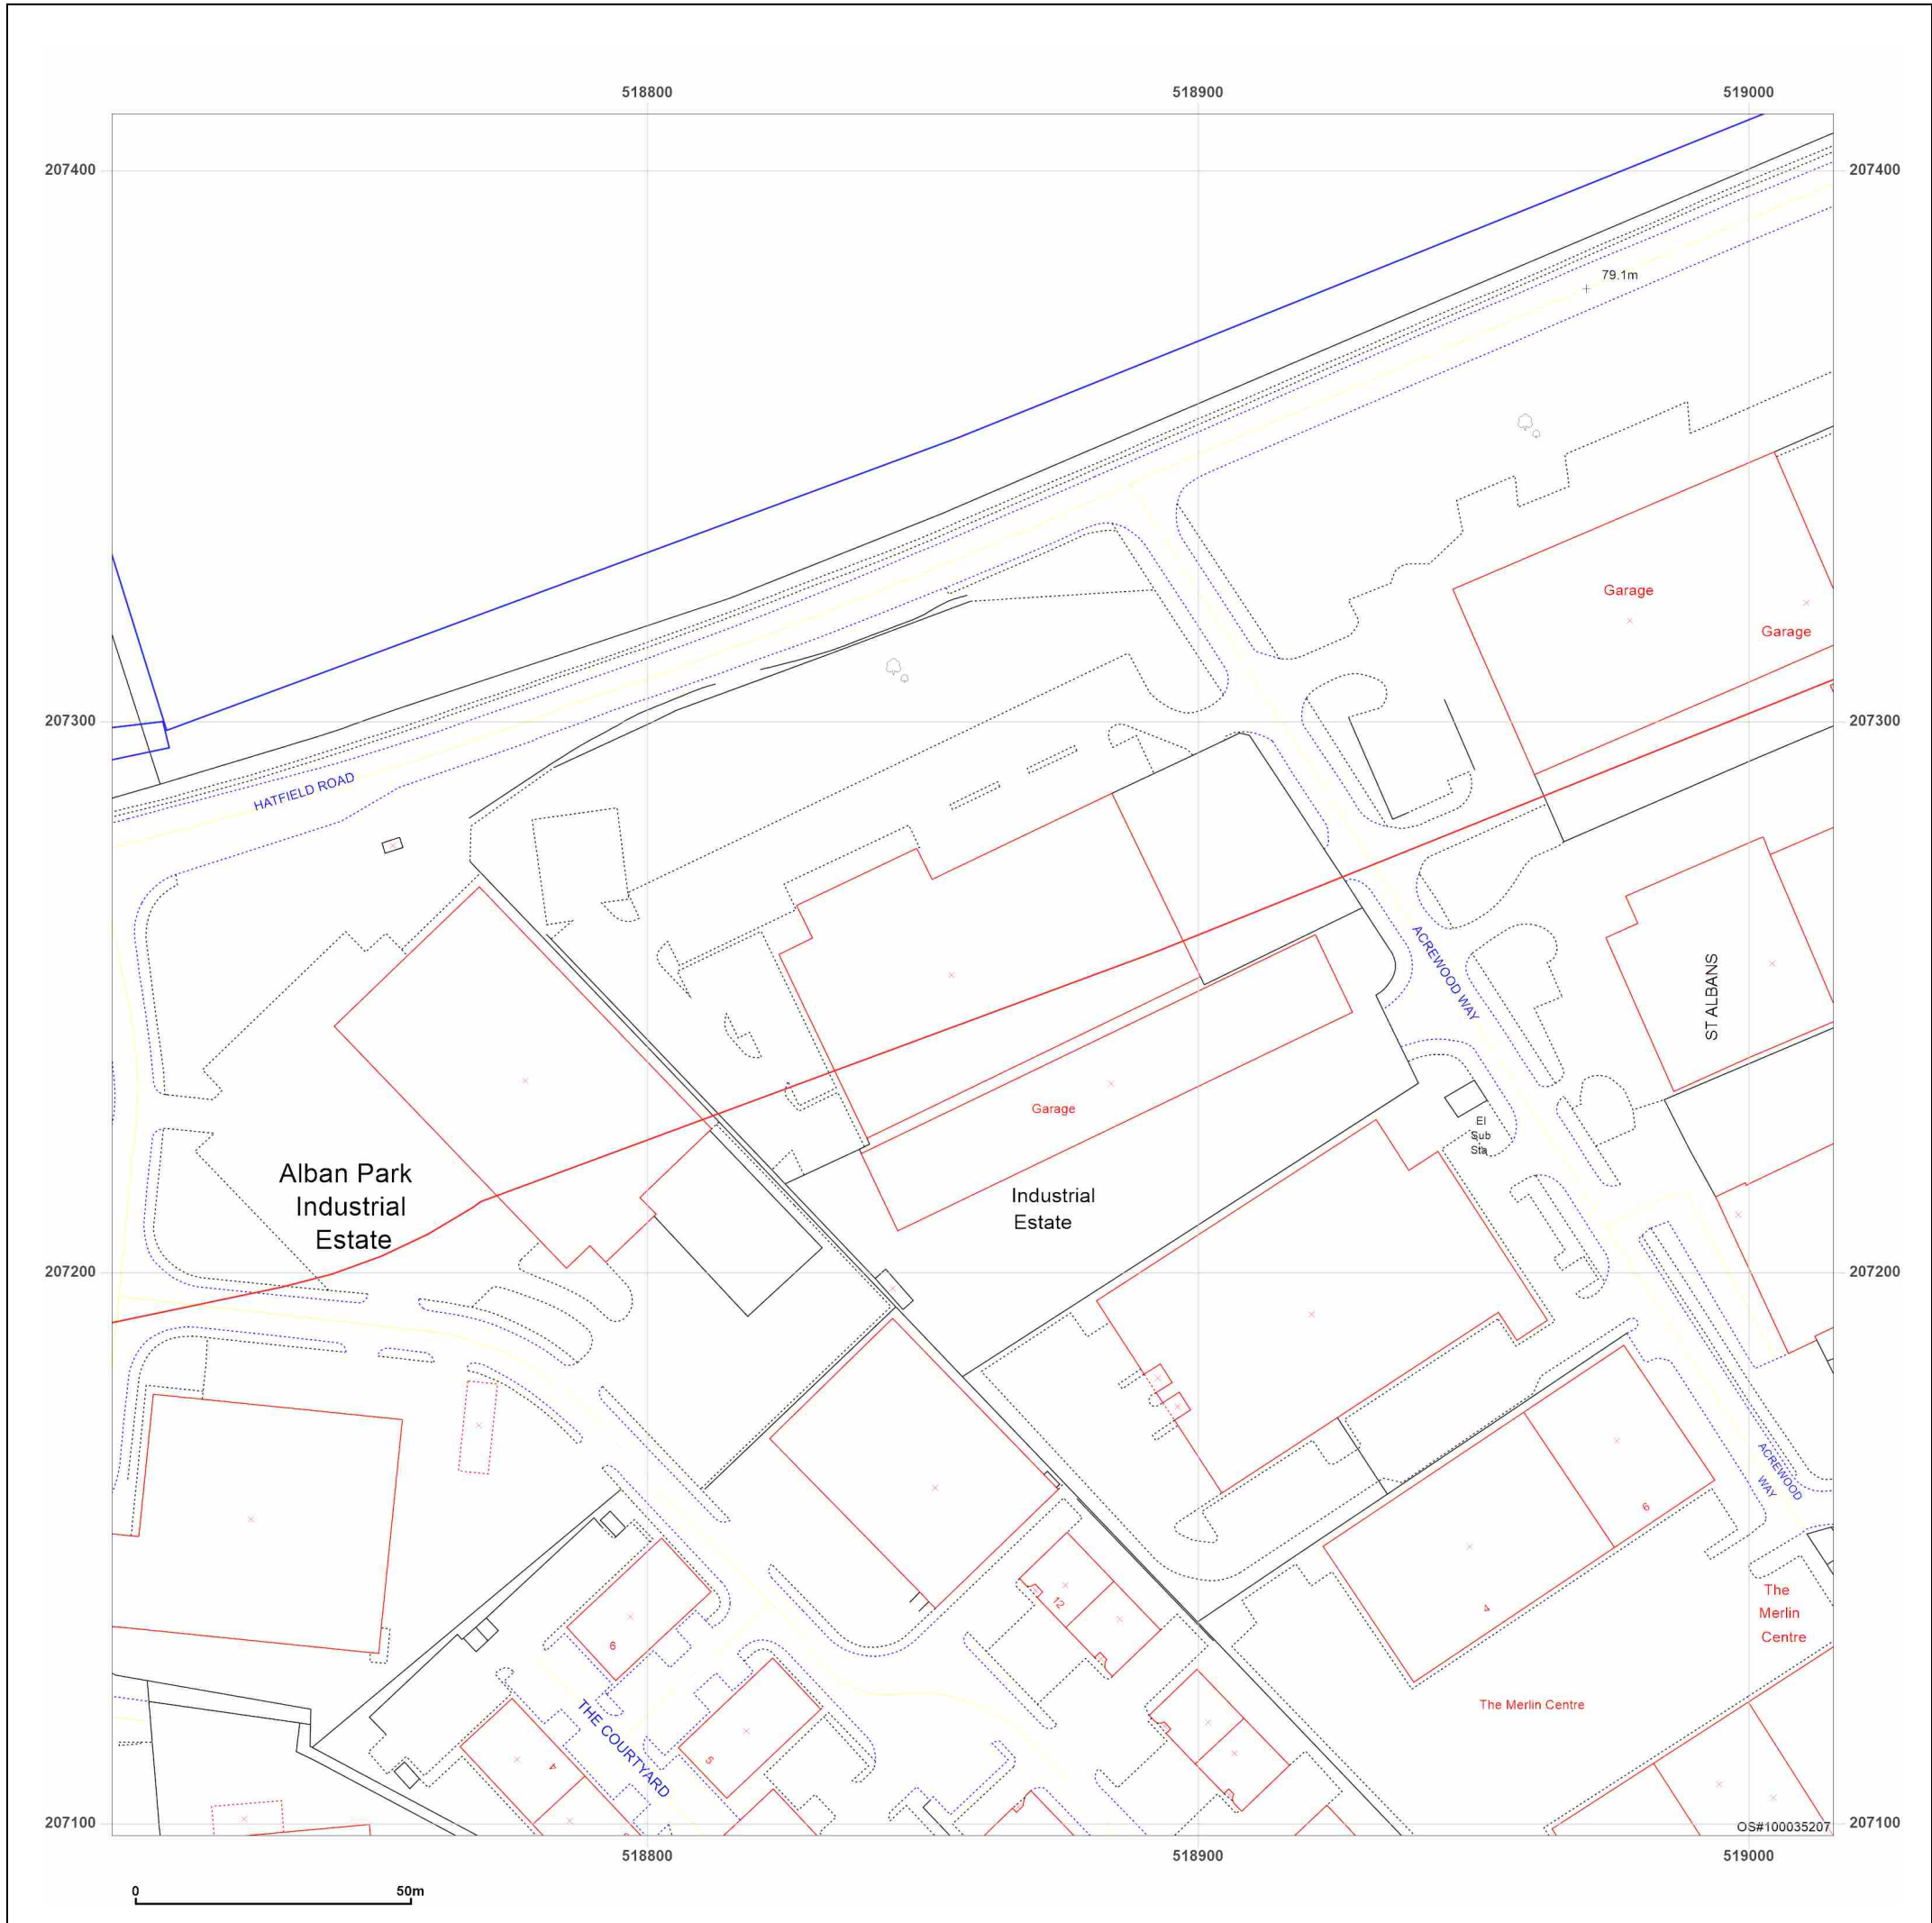 518800
518900
519000
207400
207400
79.1m
Garage
Garage
207300
207300
HATFIELD ROAD
ACREWOOD WAY
ST ALBANS
Garage
El
Sub
Sta
Alban Park
Industrial
Estate
Industrial
Estate
207200
207200
ACREWOOD
WAY
6
12
6
4
The
Merlin
Centre
The Merlin Centre
THE COURTYARD
5
4
207100
OS#100035207
207100
518800
518900
519000
0
50m